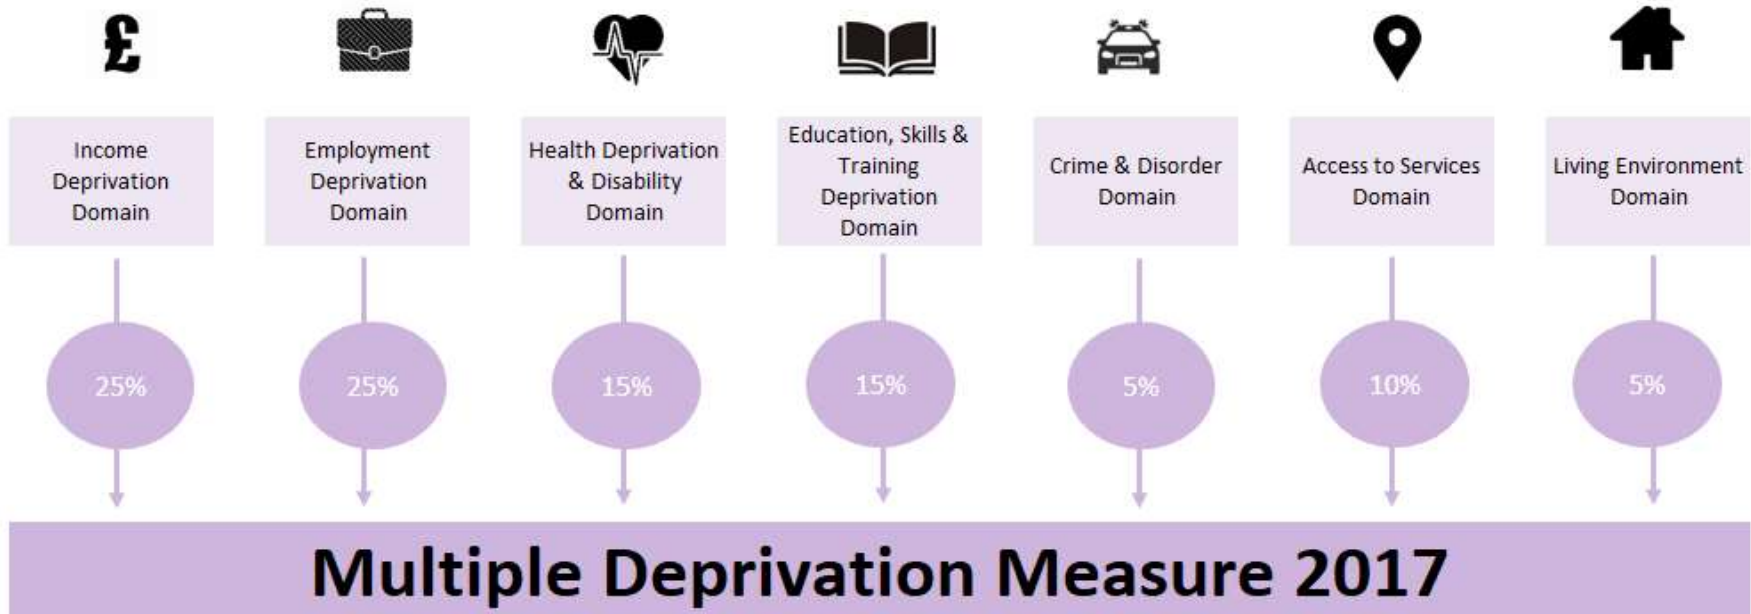 £
Income
Deprivation
Domain
Employment
Deprivation
Domain
Health Deprivation
& Disability
Domain
Education, Skills &
Training
Deprivation
Domain
Crime & Disorder
Domain
Access to Services
Domain
Living Environment
Domain
25%
25%
15%
15%
5%
10%
5%
Multiple Deprivation Measure 2017